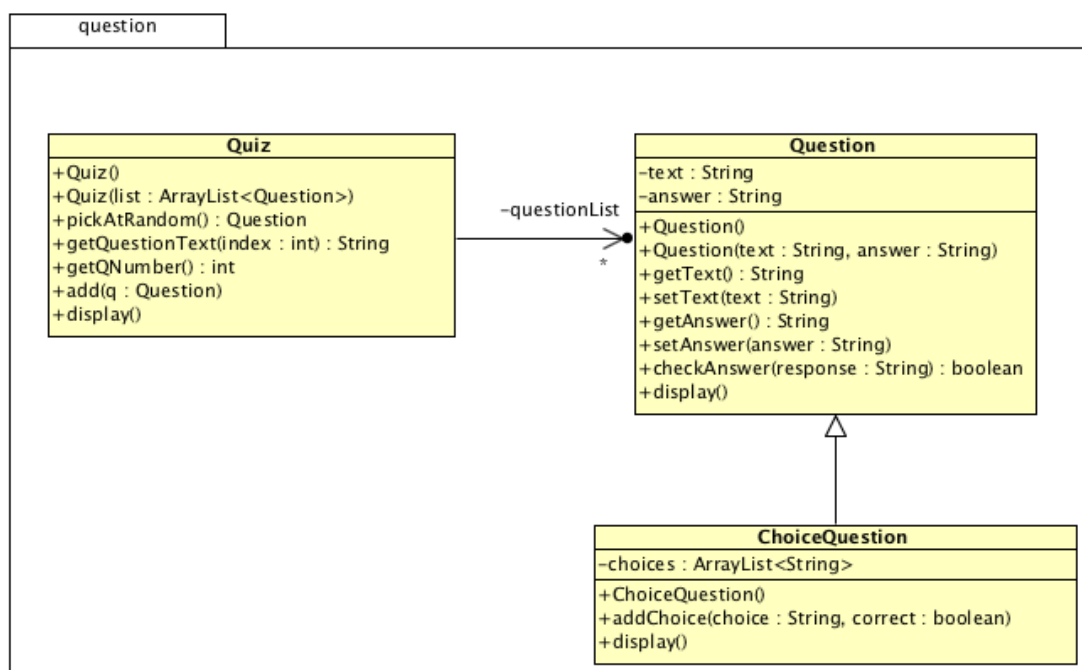 question
Quiz
+Quiz()
+Quiz(list : ArrayList<Question>)
+pickAtRandom() : Question
+getQuestionText(index : int) : String
+getQNumber() : int
+add(q : Question)
+display()
-questionList
*
Question
-text : String
-answer : String
+Question()
+Question(text : String, answer : String)
+getText() : String
+setText(text : String)
+getAnswer() : String
+setAnswer(answer : String)
+checkAnswer(response : String) : boolean
+display()
ChoiceQuestion
-choices : ArrayList<String>
+ChoiceQuestion()
+addChoice(choice : String, correct : boolean)
+display()